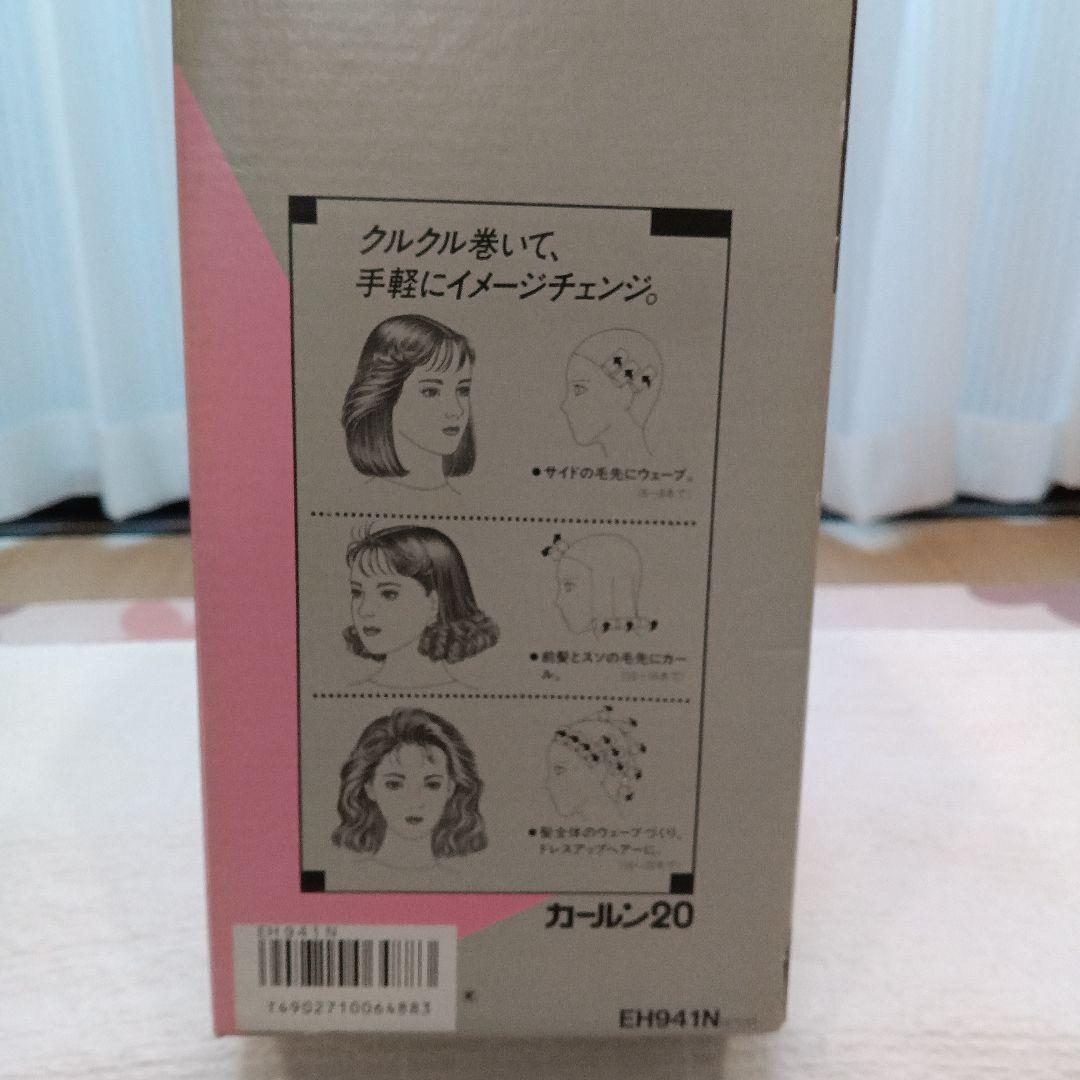 クルクル巻いて、
手軽にイメージチェンジ。
●サイドの毛先にウェーブ。
●前髪とスソの毛先にカー
ル。
●髪全体のウェーブづくり。
ドレスアップヘアーに。
カールン20
EH941N
T4902710064883
EH941N